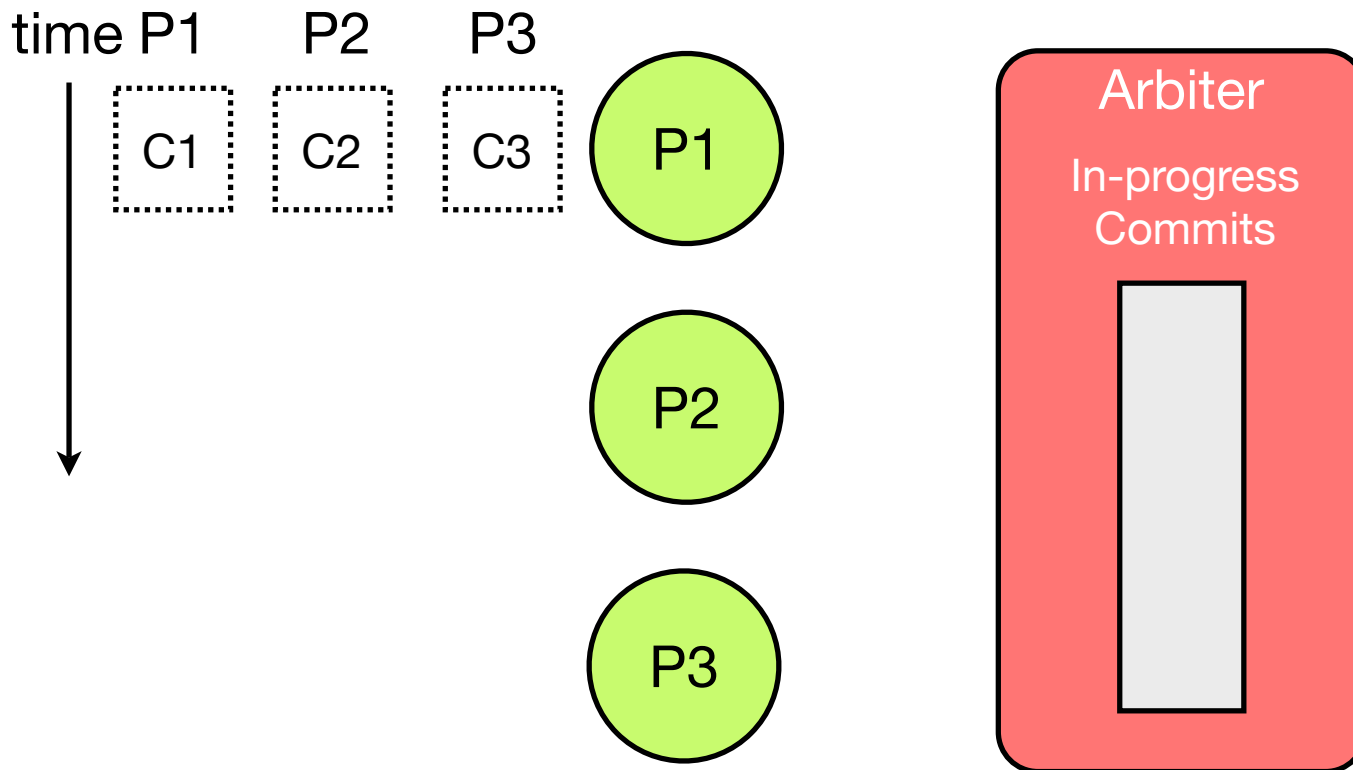 time P1 P2 P3
C1 C2 C3
P1
P2
P3
Arbiter
In-progress
Commits